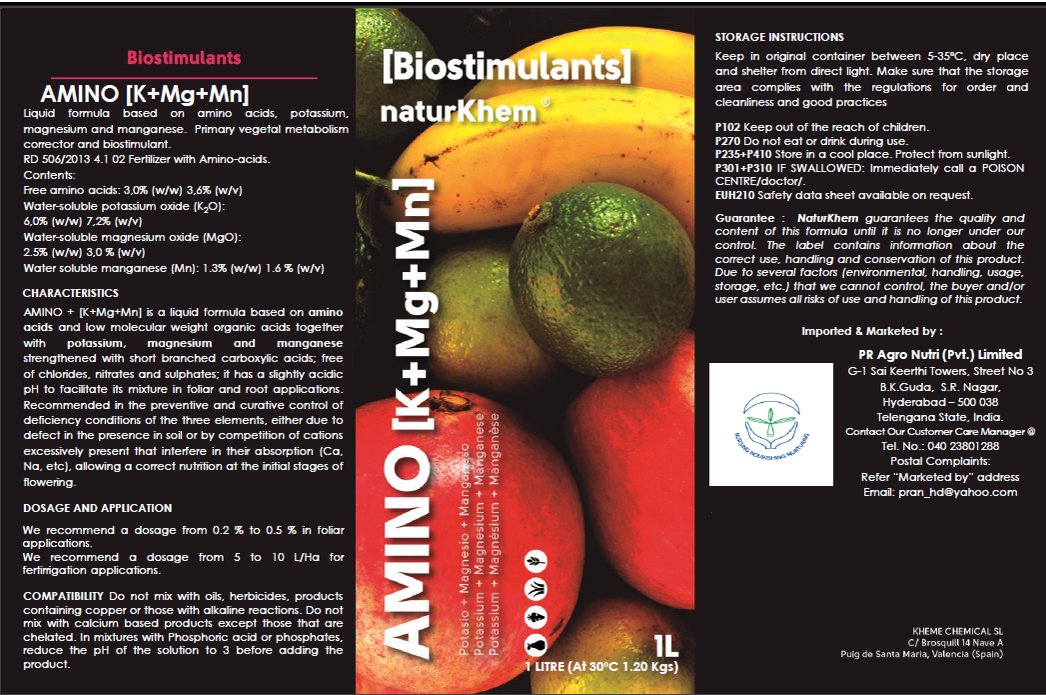 Biostimulants
AMINO [K+Mg+Mn]
Liquid formula based on amino acids, potassium,
magnesium and manganese. Primary vegetal metabolism
corrector and biostimulant.
RD 506/2013 4.1 02 Fertilizer with Amino-acids.
Contents:
Free amino acids: 3,0% (w/w) 3,6% (w/v)
Water-soluble potassium oxide (K₂O):
6,0% (w/w) 7,2% (w/v)
Water-soluble magnesium oxide (MgO):
2.5% (w/w) 3,0 % (w/v)
Water soluble manganese (Mn): 1.3% (w/w) 1.6 % (w/v)
CHARACTERISTICS
AMINO + [K+Mg+Mn] is a liquid formula based on amino
acids and low molecular weight organic acids together
with potassium, magnesium and manganese
strengthened with short branched carboxylic acids; free
of chlorides, nitrates and sulphates; it has a slightly acidic
pH to facilitate its mixture in foliar and root applications.
Recommended in the preventive and curative control of
deficiency conditions of the three elements, either due to
defect in the presence in soil or by competition of cations
excessively present that interfere in their absorption (Ca,
Na, etc), allowing a correct nutrition at the initial stages of
flowering.
DOSAGE AND APPLICATION
We recommend a dosage from 0.2 % to 0.5 % in foliar
applications.
We recommend a dosage from 5 to 10 L/Ha for
fertirrigation applications.
COMPATIBILITY Do not mix with oils, herbicides, products
containing copper or those with alkaline reactions. Do not
mix with calcium based products except those that are
chelated. In mixtures with Phosphoric acid or phosphates,
reduce the pH of the solution to 3 before adding the
product.
[Biostimulants]
naturKhem®
AMINO [K+Mg+Mn]
Potasio + Magnesio + Manganeso
Potassium + Magnesium + Manganese
Potassium + Magnésium + Manganèse
1L
1 LITRE (At 30ºC 1.20 Kgs)
STORAGE INSTRUCTIONS
Keep in original container between 5-35ºC, dry place
and shelter from direct light. Make sure that the storage
area complies with the regulations for order and
cleanliness and good practices
P102 Keep out of the reach of children.
P270 Do not eat or drink during use.
P235+P410 Store in a cool place. Protect from sunlight.
P301+P310 IF SWALLOWED: Immediately call a POISON
CENTRE/doctor/.
EUH210 Safety data sheet available on request.
Guarantee : NaturKhem guarantees the quality and
content of this formula until it is no longer under our
control. The label contains information about the
correct use, handling and conservation of this product.
Due to several factors (environmental, handling, usage,
storage, etc.) that we cannot control, the buyer and/or
user assumes all risks of use and handling of this product.
Imported & Marketed by :
PR Agro Nutri (Pvt.) Limited
G-1 Sai Keerthi Towers, Street No 3
B.K.Guda, S.R. Nagar,
Hyderabad – 500 038
Telengana State, India.
Contact Our Customer Care Manager @
Tel. No.: 040 23801288
Postal Complaints:
Refer "Marketed by" address
Email: pran_hd@yahoo.com
NURSING NOURISHING NURTURING
KHEME CHEMICAL SL
C/ Brosquill 14 Nave A
Puig de Santa Maria, Valencia (Spain)